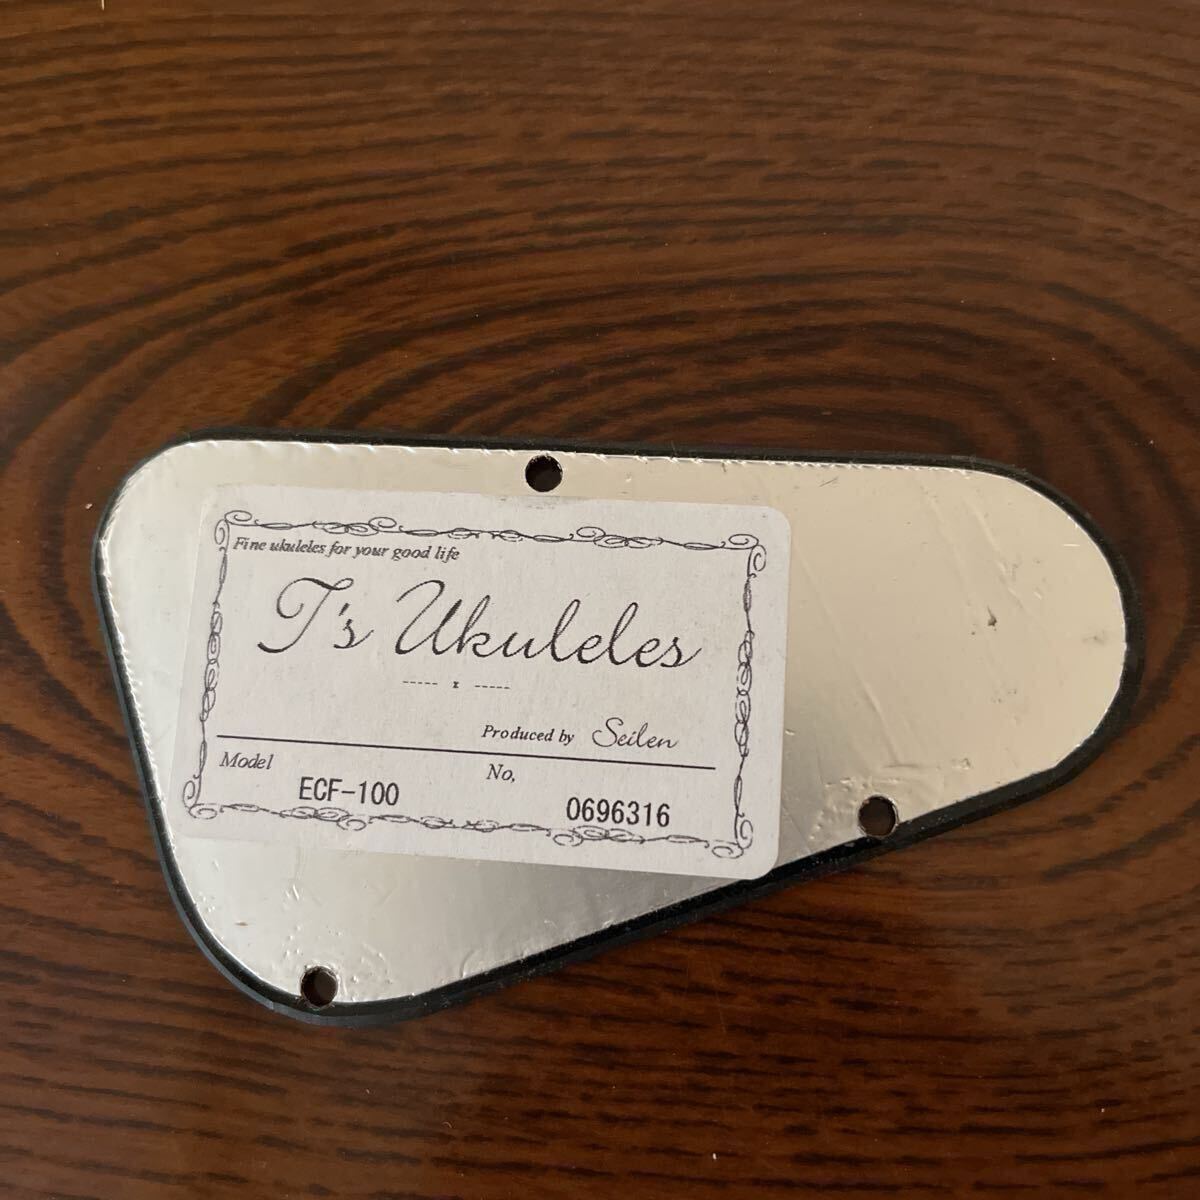 Fine ukuleles for your good life
T's Ukuleles
Produced by Seilen
Model No,
ECF-100 0696316